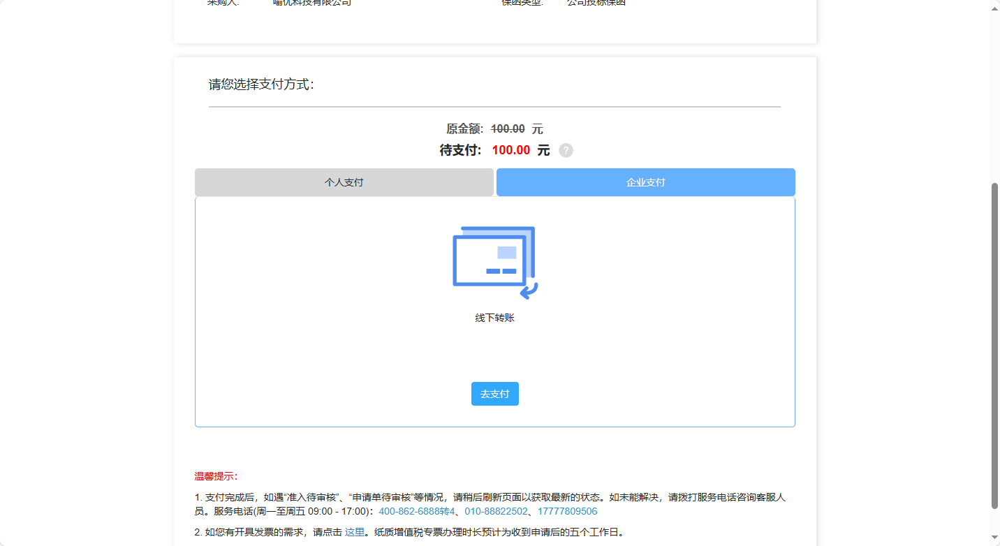 采购人: 喻优科技有限公司 保函类型: 公司投标保函
请您选择支付方式：
原金额: 100.00 元
待支付: 100.00 元 ?
个人支付 企业支付
线下转账
去支付
温馨提示：
1. 支付完成后，如遇“准入待审核”、“申请单待审核”等情况，请稍后刷新页面以获取最新的状态。如未能解决，请拨打服务电话咨询客服人
员。服务电话(周一至周五 09:00 - 17:00)：400-862-6888转4、010-88822502、17777809506
2. 如您有开具发票的需求，请点击 这里。纸质增值税专票办理时长预计为收到申请后的五个工作日。